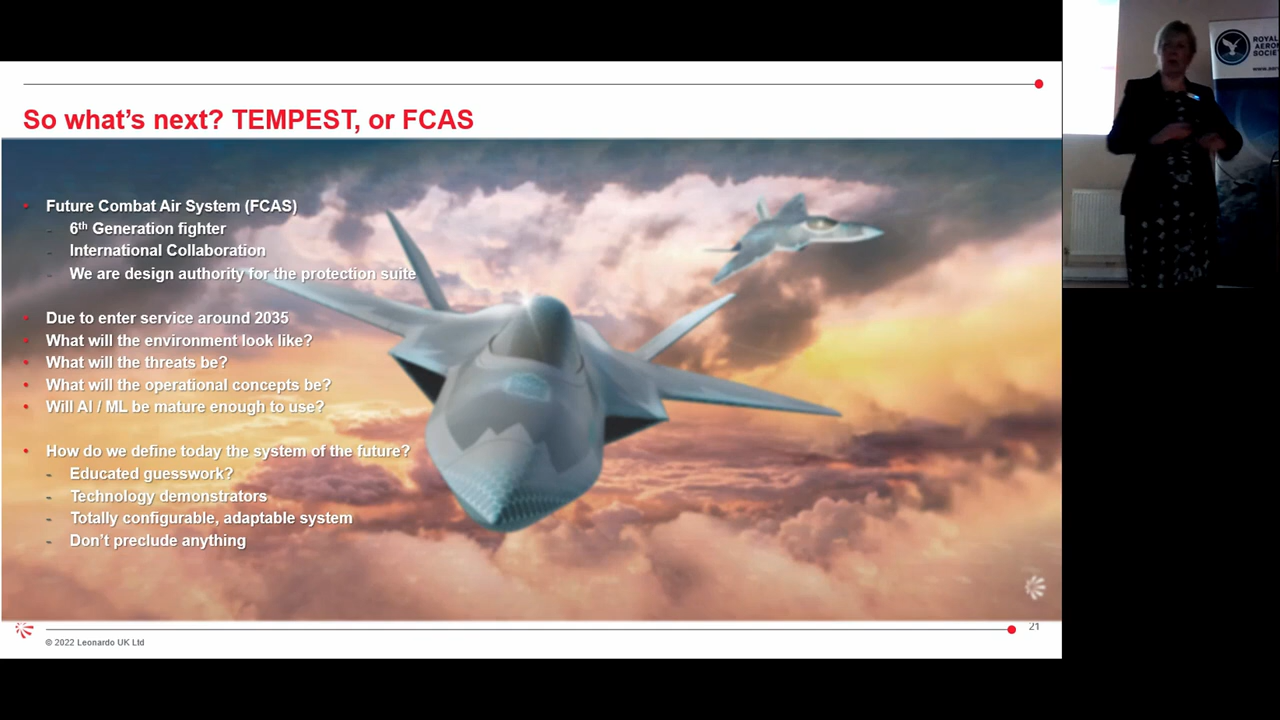 So what's next? TEMPEST, or FCAS
• Future Combat Air System (FCAS)
- 6th Generation fighter
- International Collaboration
- We are design authority for the protection suite
• Due to enter service around 2035
• What will the environment look like?
• What will the threats be?
• What will the operational concepts be?
• Will AI / ML be mature enough to use?
• How do we define today the system of the future?
- Educated guesswork?
- Technology demonstrators
- Totally configurable, adaptable system
- Don't preclude anything
© 2022 Leonardo UK Ltd
21
ROYAL